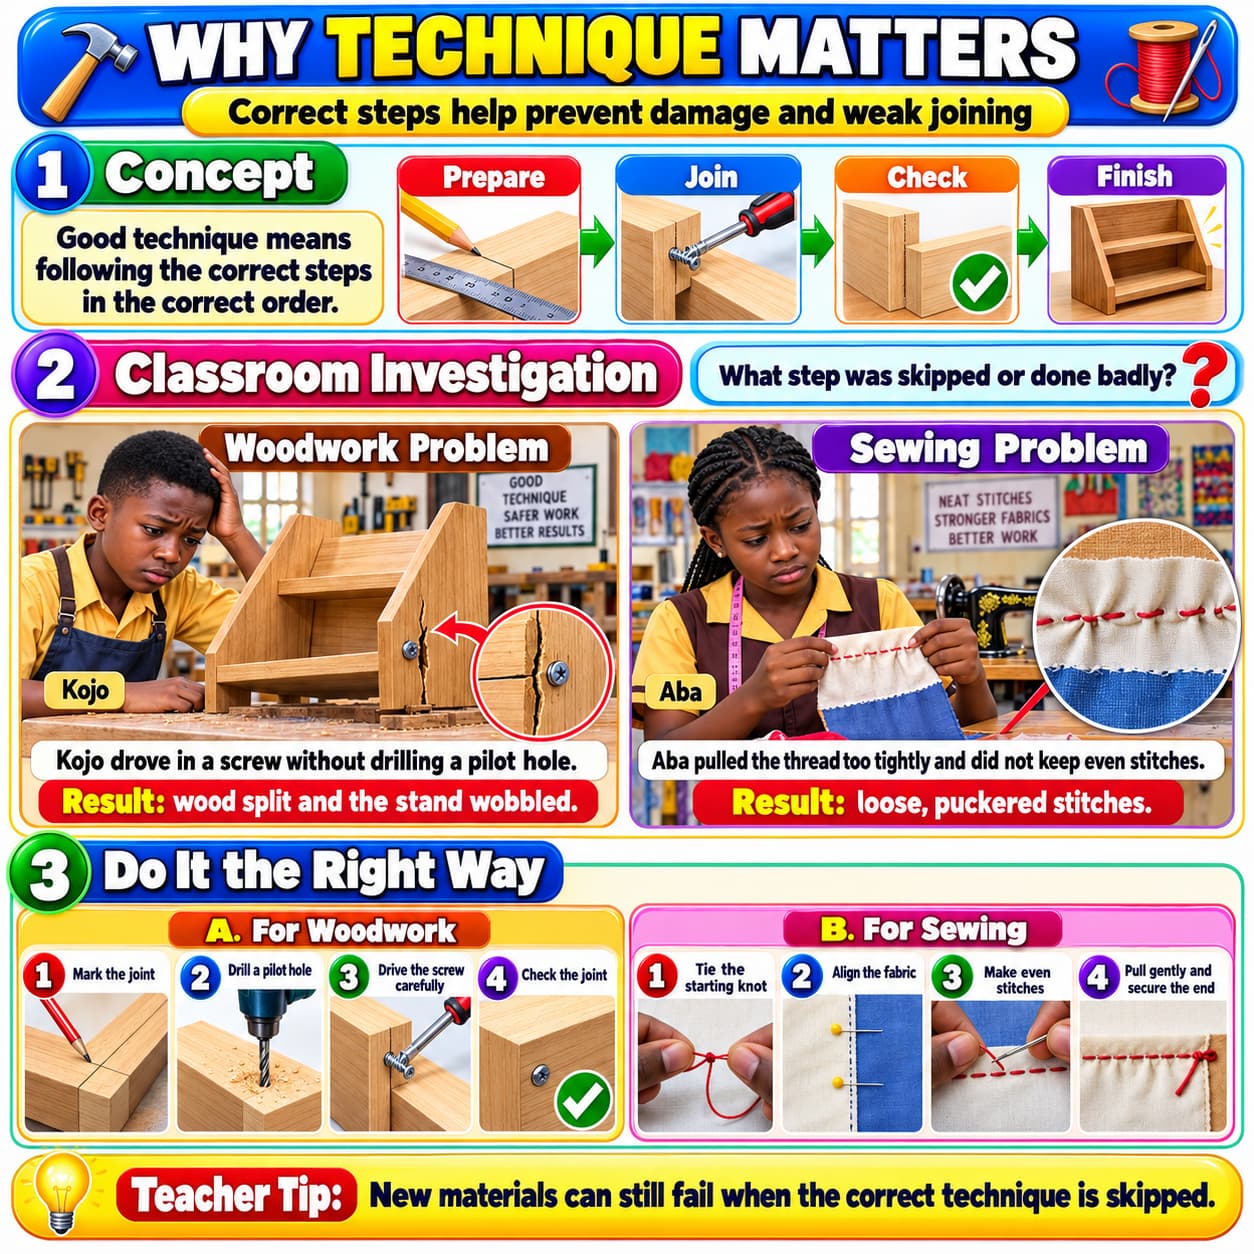 WHY TECHNIQUE MATTERS
Correct steps help prevent damage and weak joining
1 Concept
Good technique means
following the correct steps
in the correct order.
Prepare
Join
Check
Finish
2 Classroom Investigation
What step was skipped or done badly? ?
Woodwork Problem
GOOD
TECHNIQUE
SAFER WORK
BETTER RESULTS
Kojo
Kojo drove in a screw without drilling a pilot hole.
Result: wood split and the stand wobbled.
Sewing Problem
NEAT STITCHES
STRONGER FABRICS
BETTER WORK
Aba
Aba pulled the thread too tightly and did not keep even stitches.
Result: loose, puckered stitches.
3 Do It the Right Way
A. For Woodwork
1 Mark the joint
2 Drill a pilot hole
3 Drive the screw
carefully
4 Check the joint
B. For Sewing
1 Tie the
starting knot
2 Align the fabric
3 Make even
stitches
4 Pull gently and
secure the end
Teacher Tip: New materials can still fail when the correct technique is skipped.